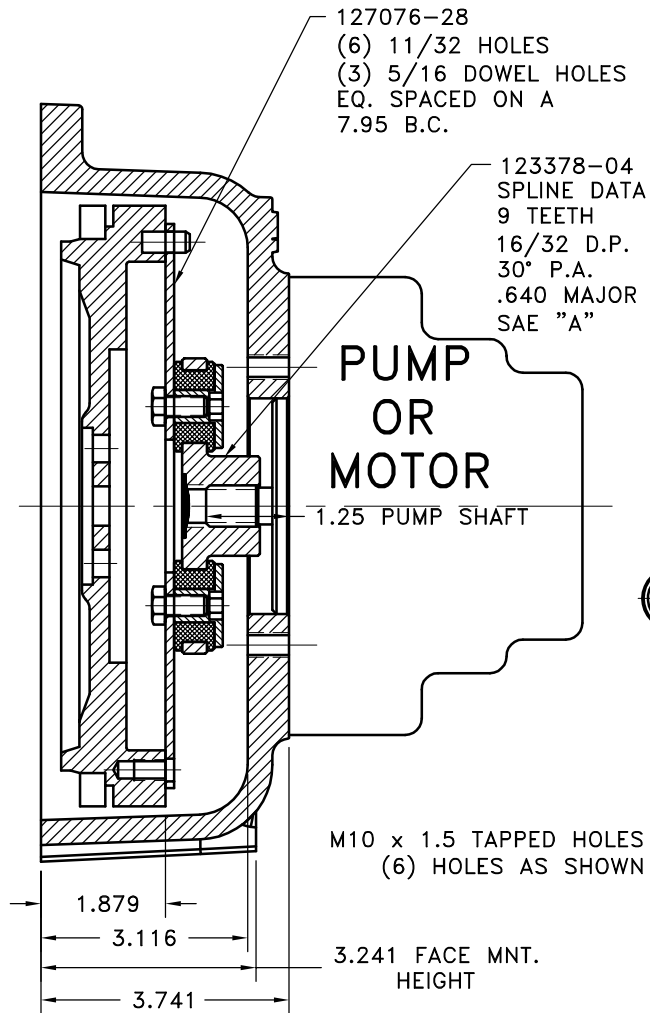 127076-28
(6) 11/32 HOLES
(3) 5/16 DOWEL HOLES
EQ. SPACED ON A
7.95 B.C.
123378-04
SPLINE DATA
9 TEETH
16/32 D.P.
30° P.A.
.640 MAJOR
SAE "A"
PUMP
OR
MOTOR
1.25 PUMP SHAFT
M10 x 1.5 TAPPED HOLES
(6) HOLES AS SHOWN
1.879
3.116
3.241 FACE MNT.
HEIGHT
3.741